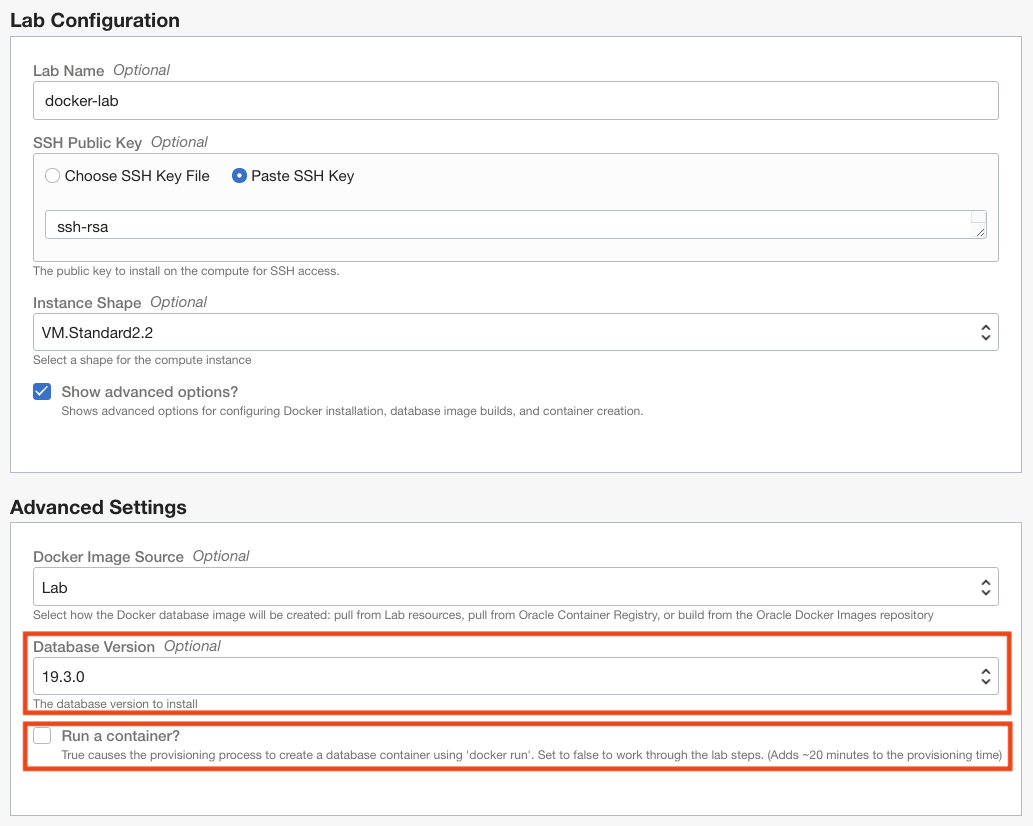 Lab Configuration
Lab Name Optional
docker-lab
SSH Public Key Optional
Choose SSH Key File Paste SSH Key
ssh-rsa
The public key to install on the compute for SSH access.
Instance Shape Optional
VM.Standard2.2
Select a shape for the compute instance
Show advanced options?
Shows advanced options for configuring Docker installation, database image builds, and container creation.
Advanced Settings
Docker Image Source Optional
Lab
Select how the Docker database image will be created: pull from Lab resources, pull from Oracle Container Registry, or build from the Oracle Docker Images repository
Database Version Optional
19.3.0
The database version to install
Run a container?
True causes the provisioning process to create a database container using 'docker run'. Set to false to work through the lab steps. (Adds ~20 minutes to the provisioning time)